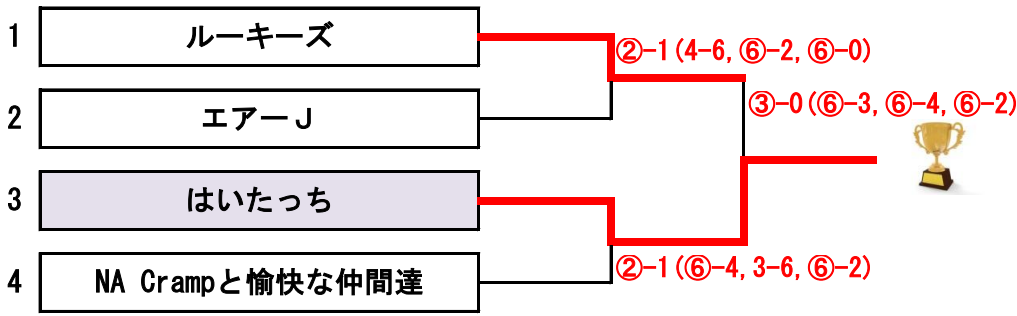 1 ルーキーズ
②-1(4-6,⑥-2,⑥-0)
③-0(⑥-3,⑥-4,⑥-2)
2 エアーJ
3 はいたっち
②-1(⑥-4,3-6,⑥-2)
4 NA Crampと愉快な仲間達